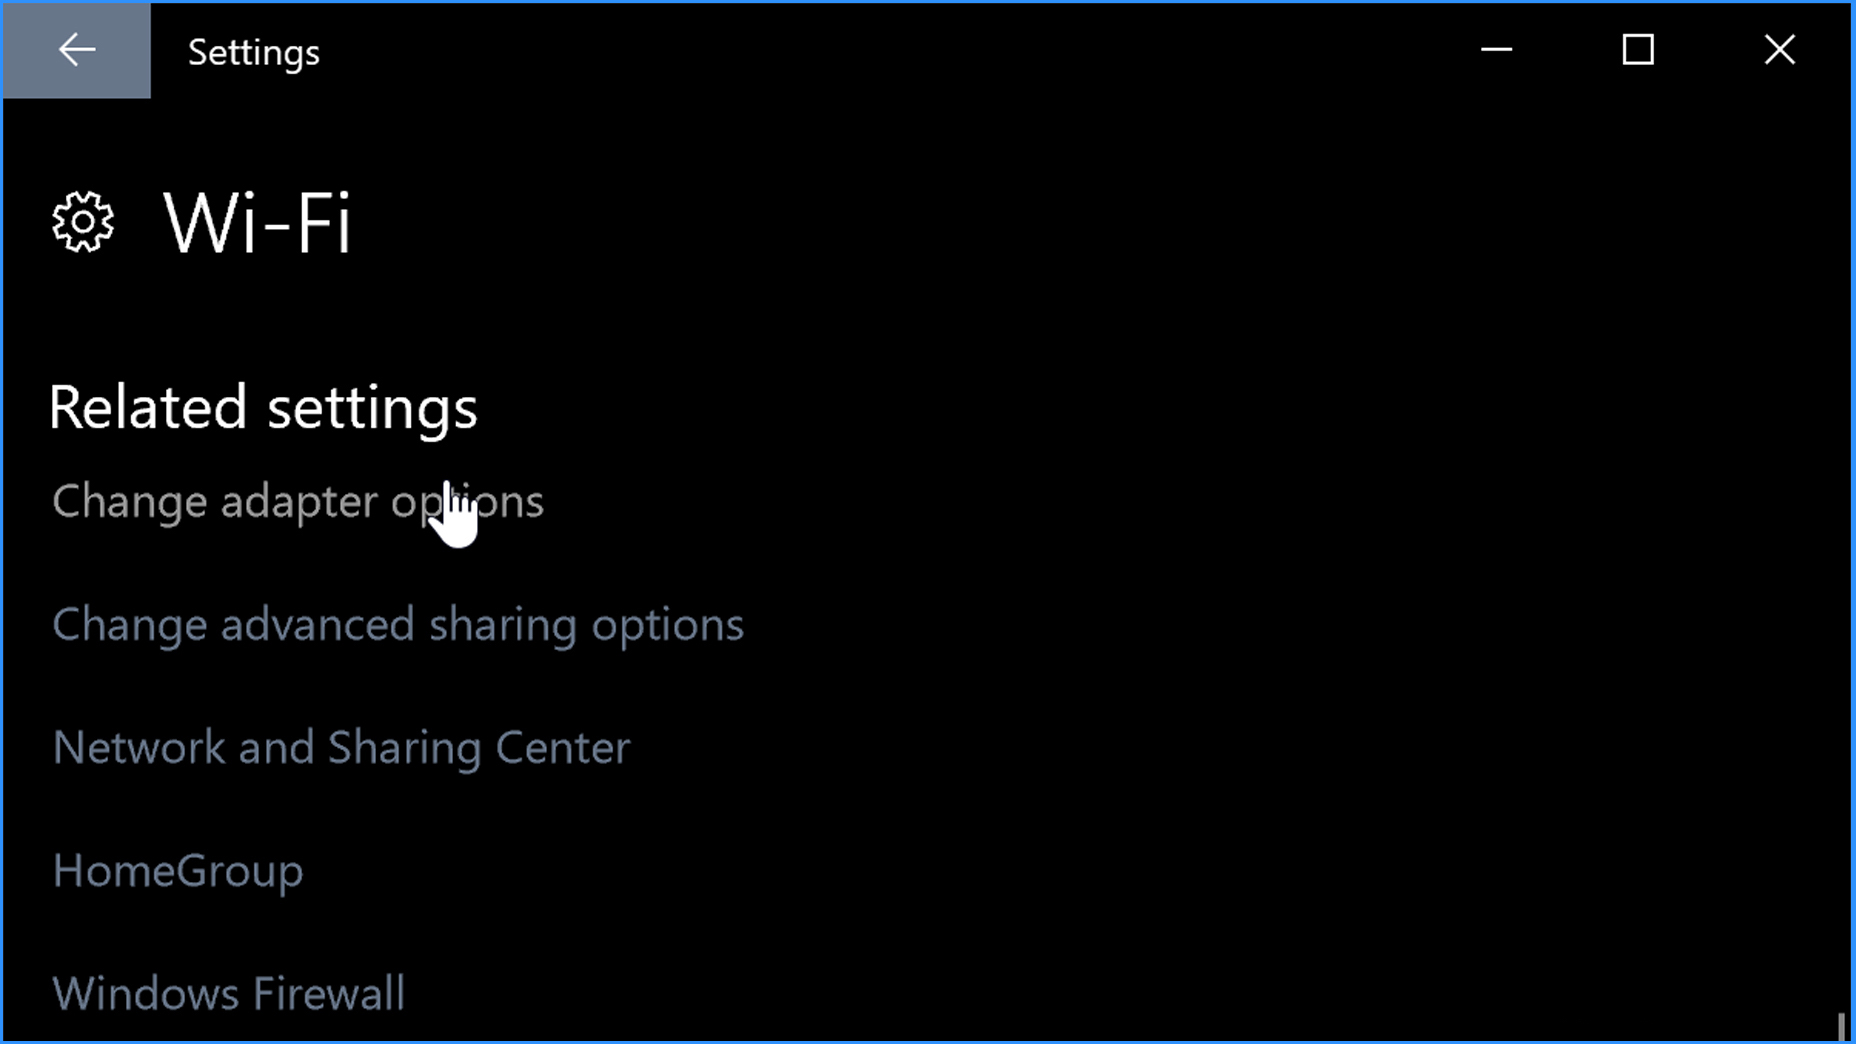 Settings
Wi-Fi
Related settings
Change adapter options
Change advanced sharing options
Network and Sharing Center
HomeGroup
Windows Firewall